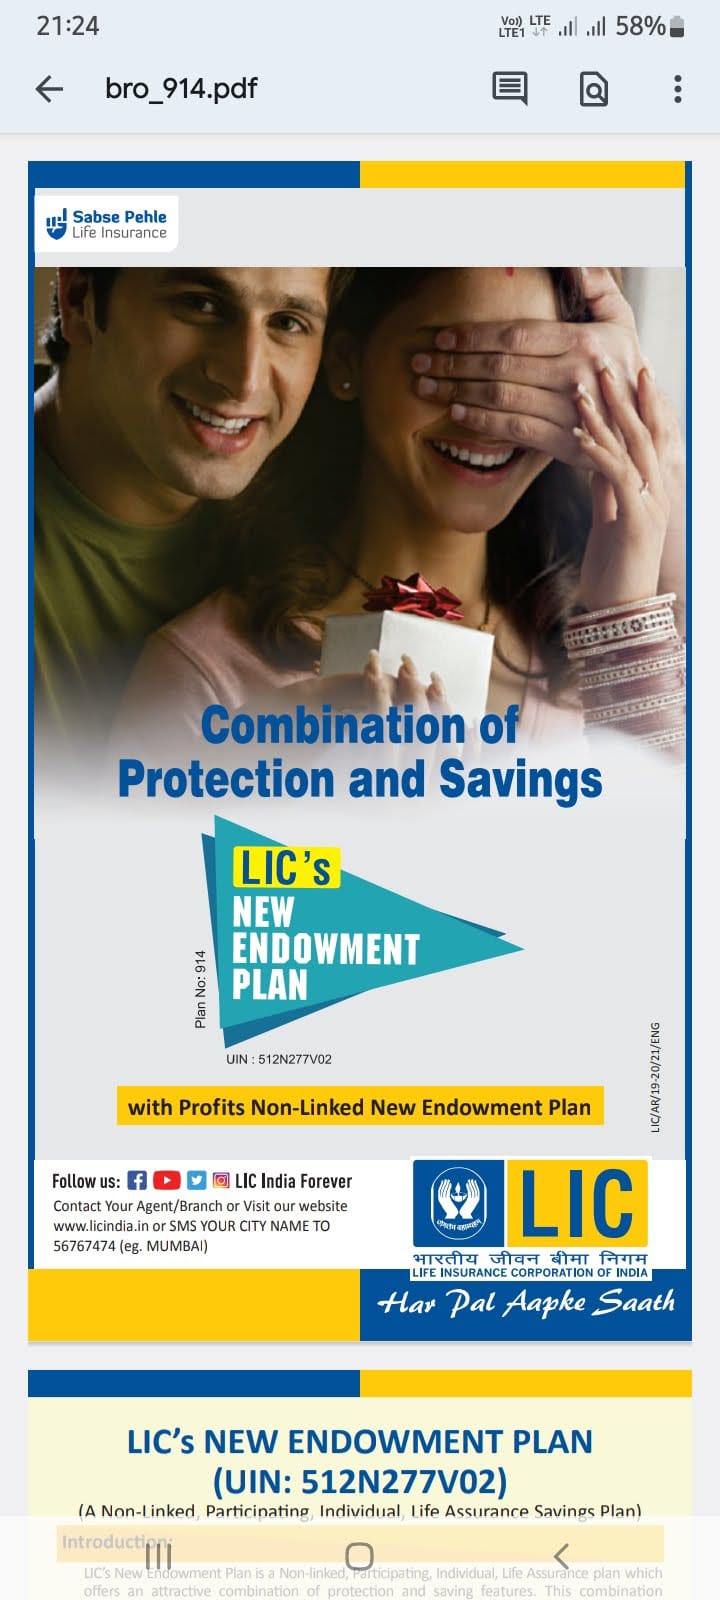 21:24
Vo)) LTE
LTE1
58%
bro_914.pdf
Sabse Pehle
Life Insurance
Combination of
Protection and Savings
LIC's
NEW
ENDOWMENT
PLAN
Plan No: 914
UIN : 512N277V02
LIC/AR/19-20/21/ENG
with Profits Non-Linked New Endowment Plan
Follow us: LIC India Forever
Contact Your Agent/Branch or Visit our website
www.licindia.in or SMS YOUR CITY NAME TO
56767474 (eg. MUMBAI)
LIC
भारतीय जीवन बीमा निगम
LIFE INSURANCE CORPORATION OF INDIA
Har Pal Aapke Saath
LIC's NEW ENDOWMENT PLAN
(UIN: 512N277V02)
(A Non-Linked, Participating, Individual, Life Assurance Savings Plan)
Introduction:
LIC's New Endowment Plan is a Non-linked, Participating, Individual, Life Assurance plan which
offers an attractive combination of protection and saving features. This combination